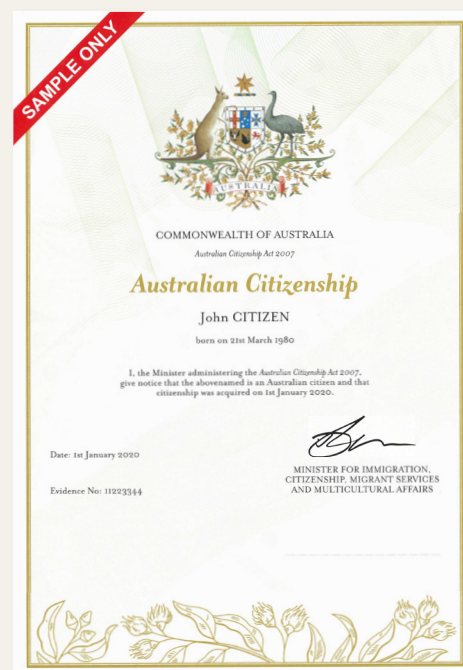 SAMPLE ONLY
AUSTRALIA
COMMONWEALTH OF AUSTRALIA
Australian Citizenship Act 2007
Australian Citizenship
John CITIZEN
born on 21st March 1980
I, the Minister administering the Australian Citizenship Act 2007,
give notice that the abovenamed is an Australian citizen and that
citizenship was acquired on 1st January 2020.
Date: 1st January 2020
MINISTER FOR IMMIGRATION,
CITIZENSHIP, MIGRANT SERVICES
AND MULTICULTURAL AFFAIRS
Evidence No: 11223344